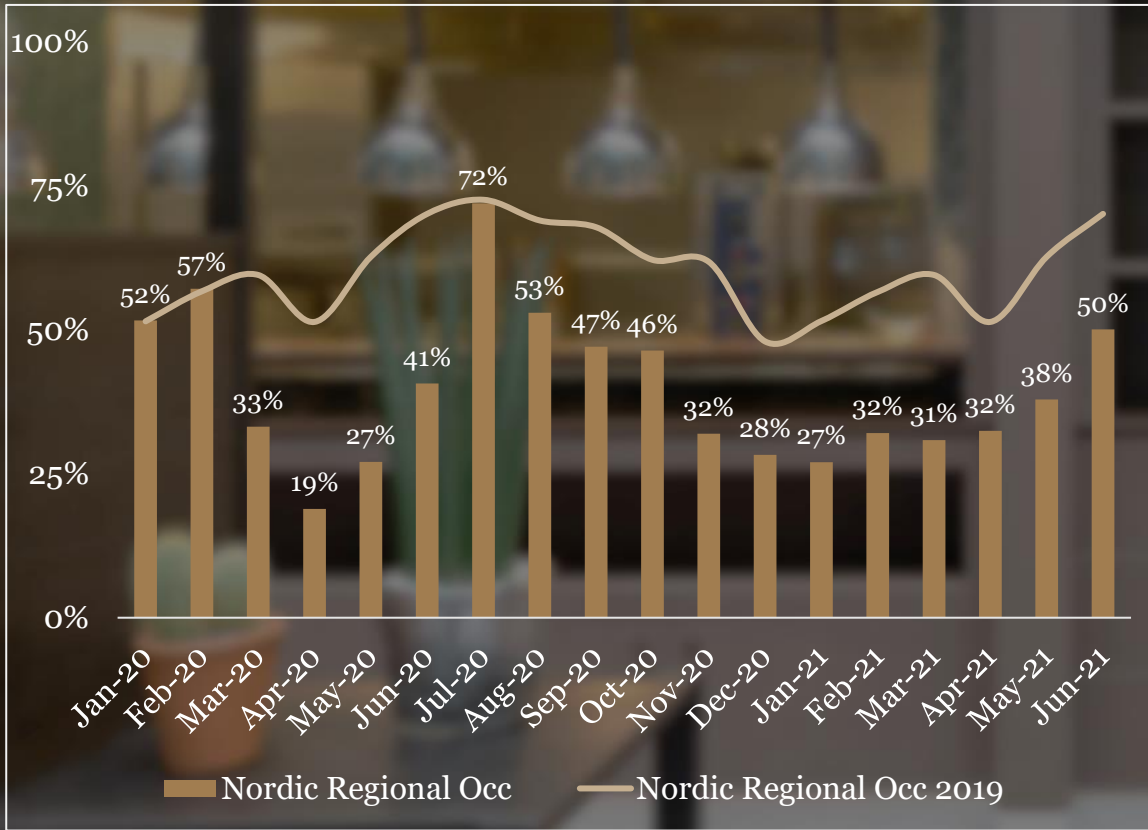 100%
75%
50%
25%
0%
52%
57%
33%
19%
27%
41%
72%
53%
47%
46%
32%
28%
27%
32%
31%
32%
38%
50%
Jan-20
Feb-20
Mar-20
Apr-20
May-20
Jun-20
Jul-20
Aug-20
Sep-20
Oct-20
Nov-20
Dec-20
Jan-21
Feb-21
Mar-21
Apr-21
May-21
Jun-21
Nordic Regional Occ
Nordic Regional Occ 2019